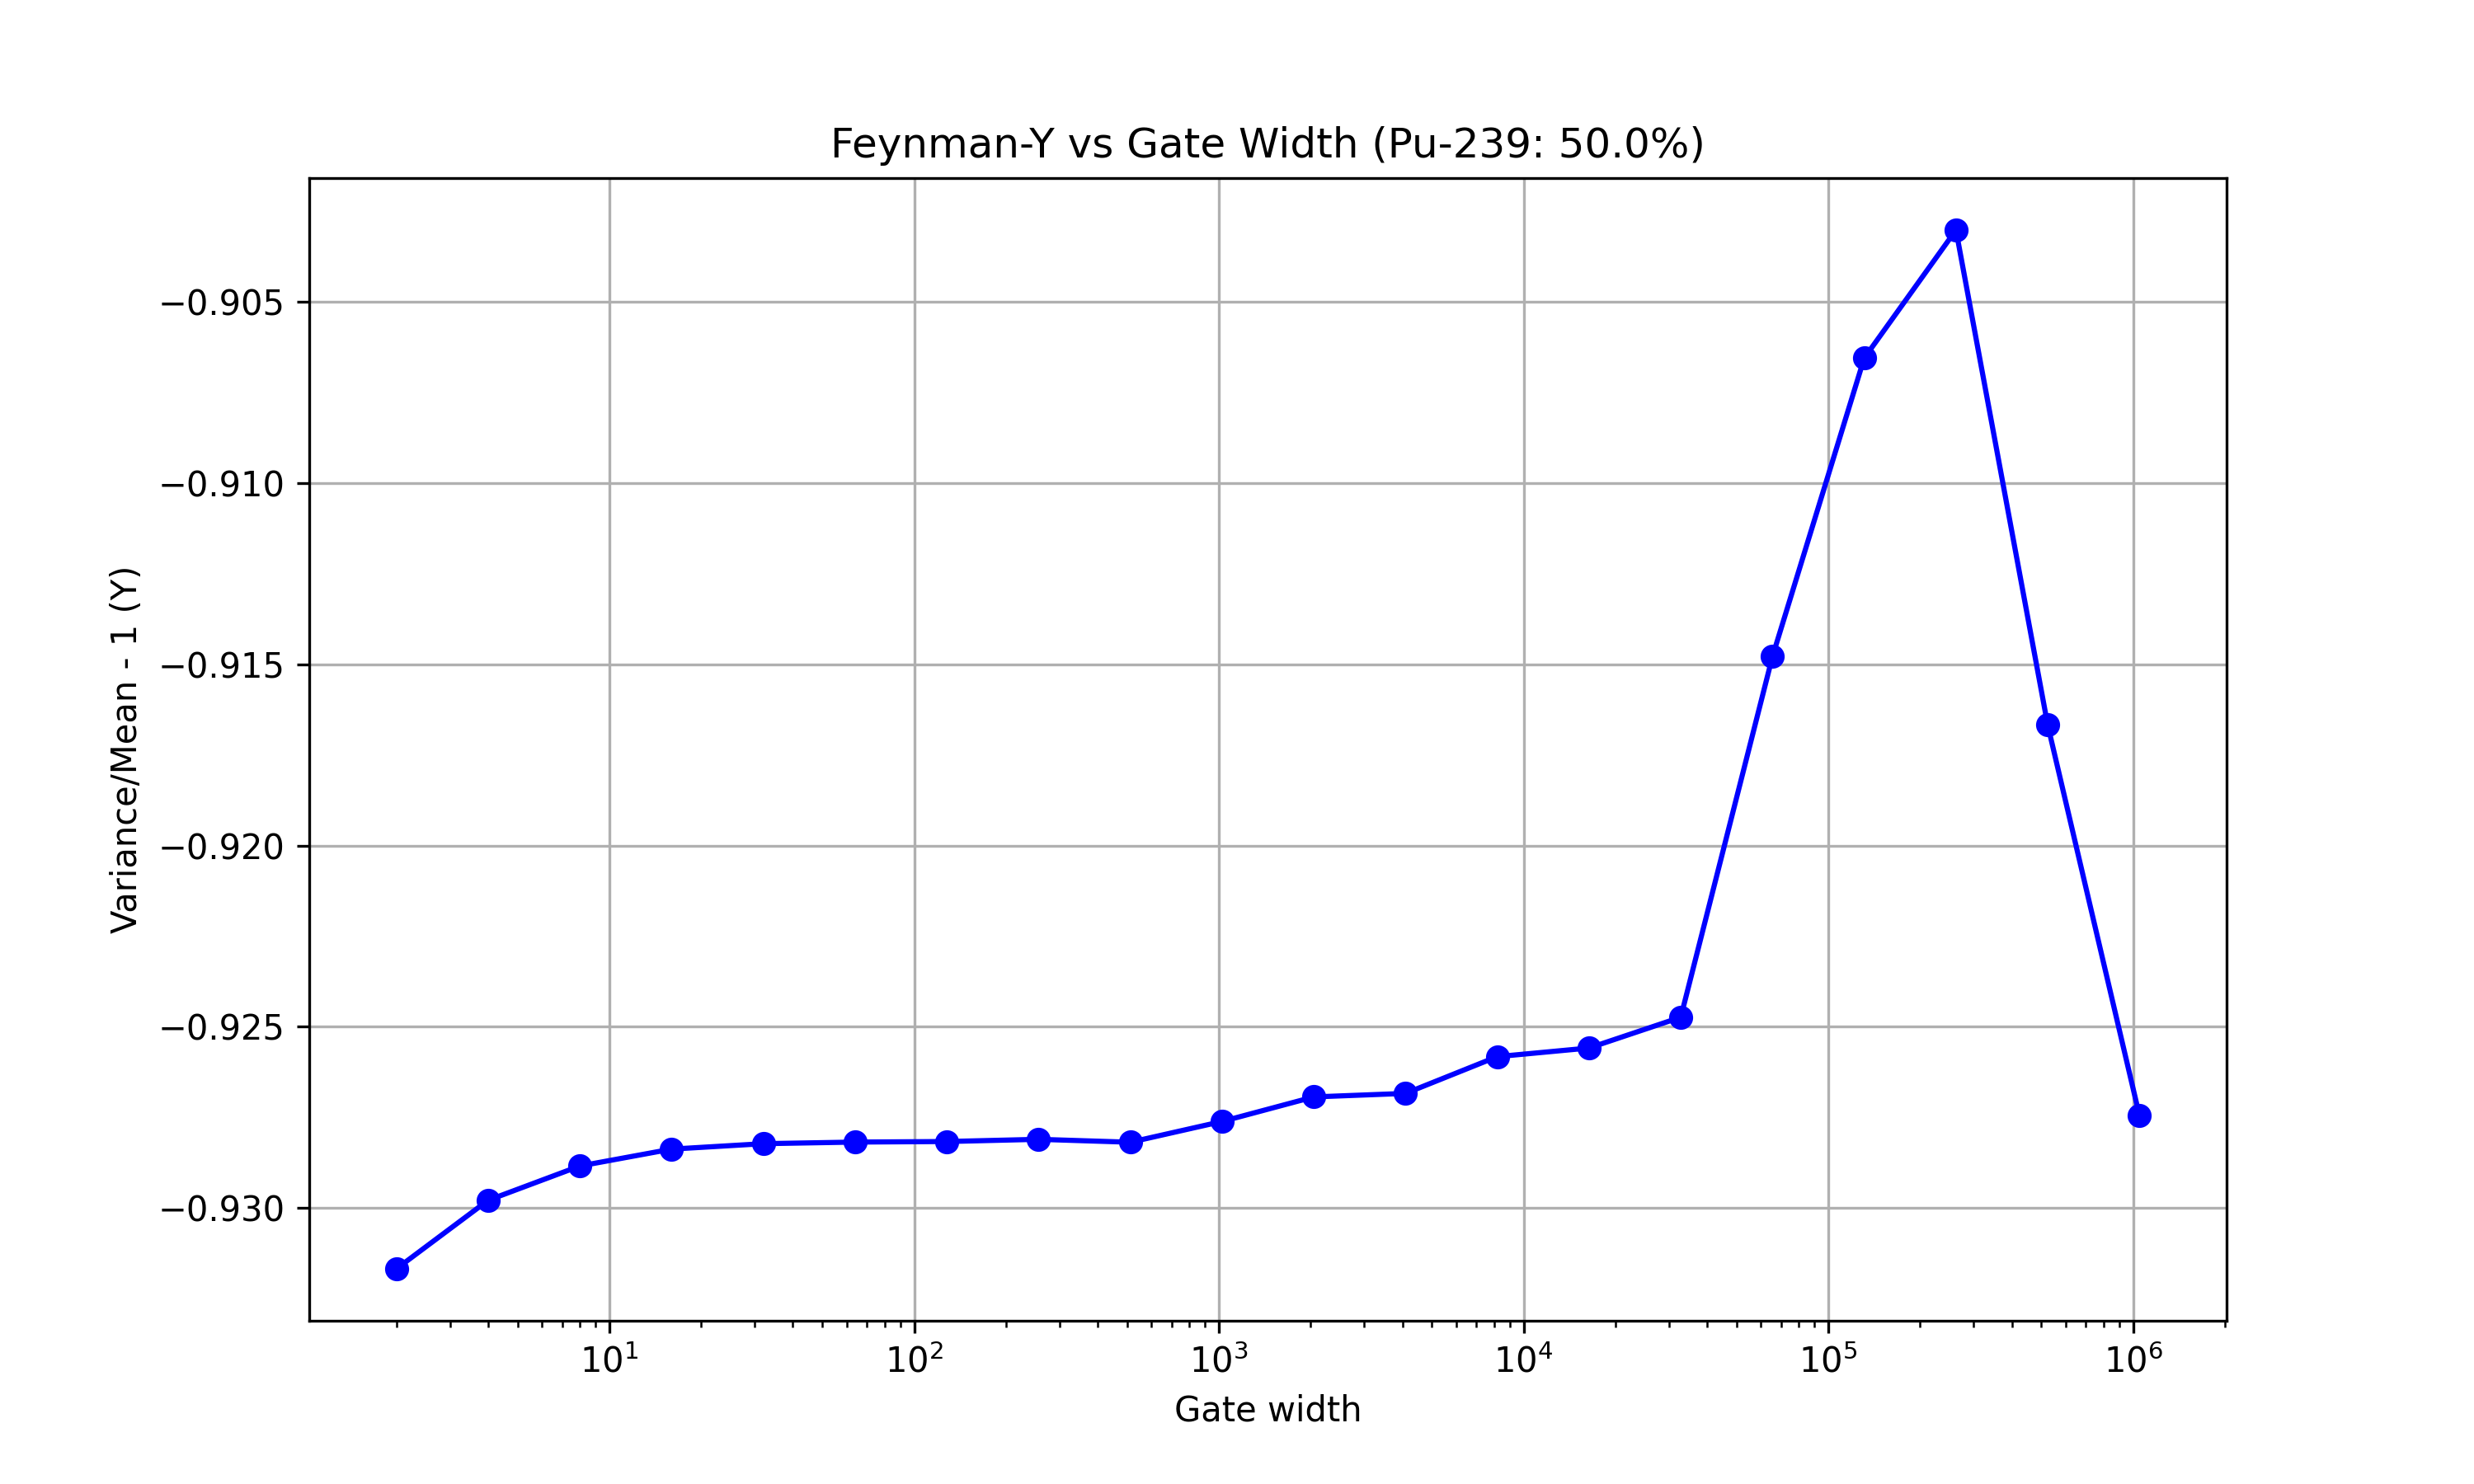 Feynman-Y vs Gate Width (Pu-239: 50.0%)
Variance/Mean - 1 (Y)
−0.905
−0.910
−0.915
−0.920
−0.925
−0.930
10¹ 10² 10³ 10⁴ 10⁵ 10⁶
Gate width